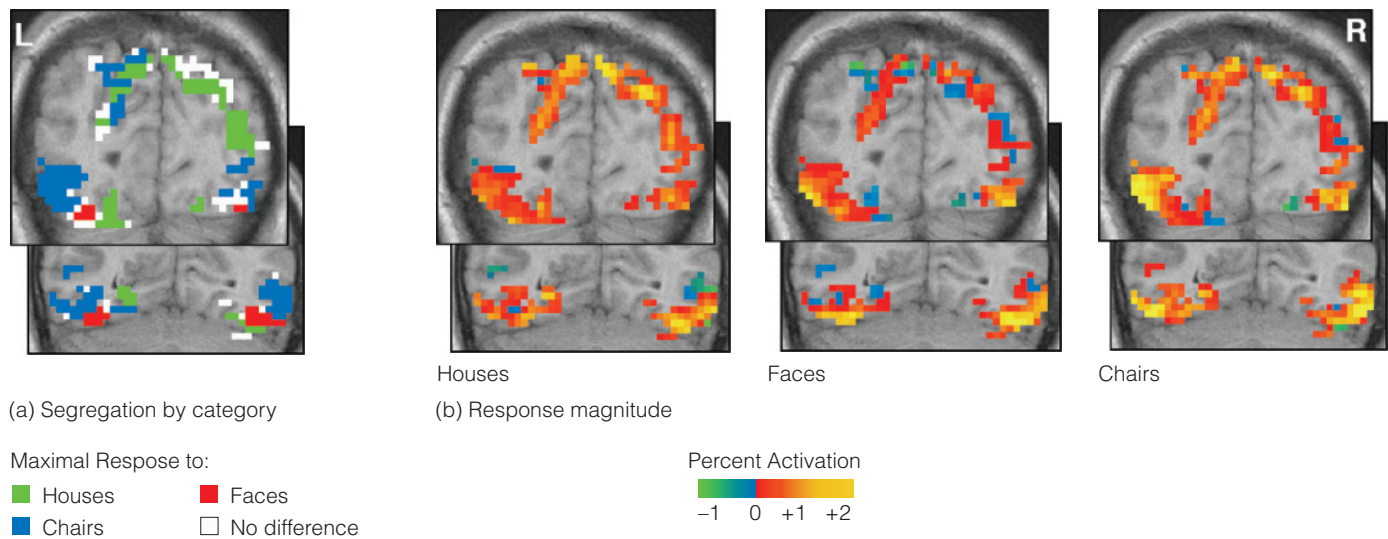 L
R
Houses
Faces
Chairs
(a) Segregation by category
(b) Response magnitude
Maximal Respose to:
Houses
Faces
Chairs
No difference
Percent Activation
–1 0 +1 +2